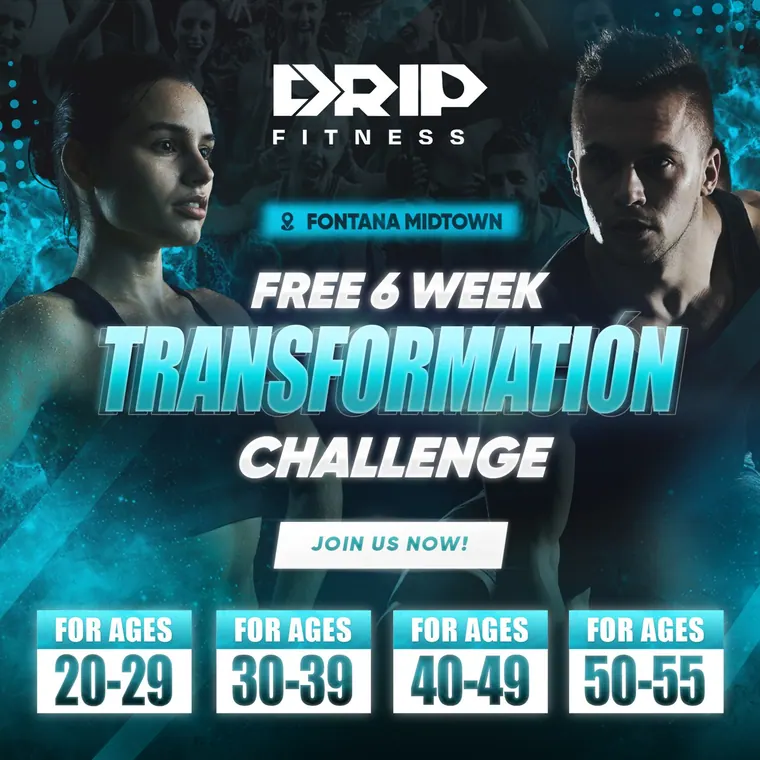 DRIP
FITNESS
FONTANA MIDTOWN
FREE 6 WEEK
TRANSFORMATIÓN
CHALLENGE
JOIN US NOW!
FOR AGES
20-29
FOR AGES
30-39
FOR AGES
40-49
FOR AGES
50-55